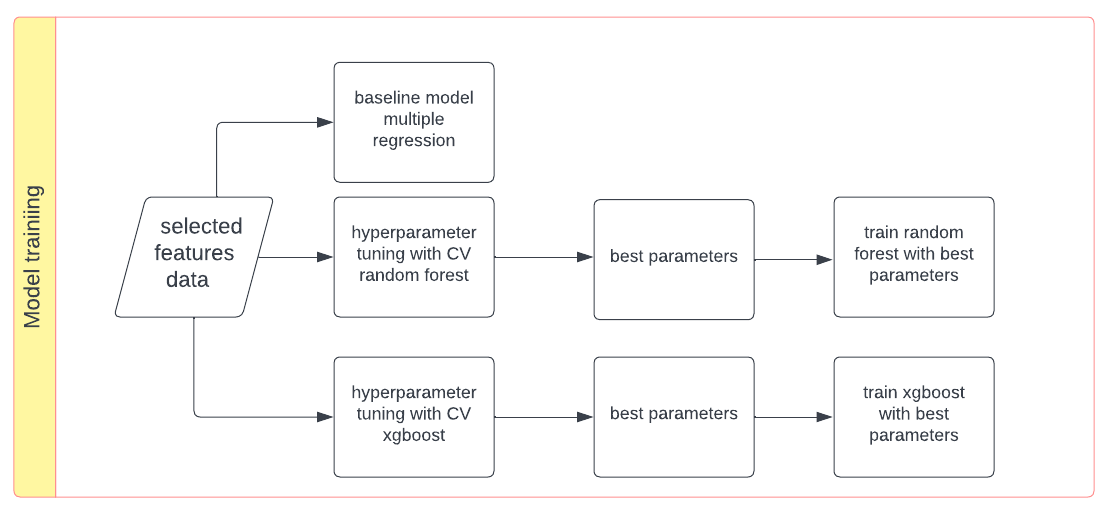 Model trainiing
baseline model
multiple
regression
selected
features
data
hyperparameter
tuning with CV
random forest
best parameters
train random
forest with best
parameters
hyperparameter
tuning with CV
xgboost
best parameters
train xgboost
with best
parameters